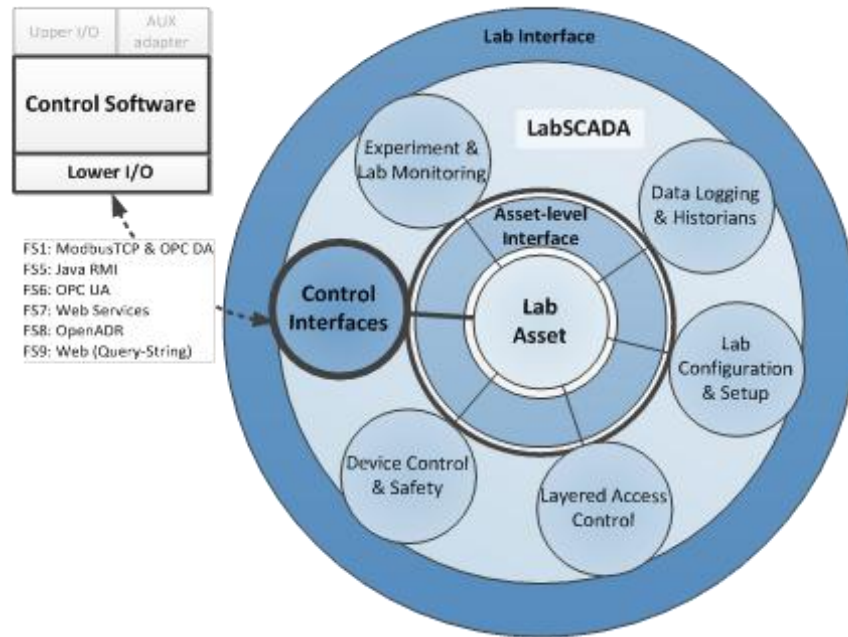 Upper I/O
AUX
adapter
Control Software
Lower I/O
FS1: ModbusTCP & OPC DA
FS5: Java RMI
FS6: OPC UA
FS7: Web Services
FS8: OpenADR
FS9: Web (Query-String)
Lab Interface
LabSCADA
Experiment &
Lab Monitoring
Data Logging
& Historians
Asset-level
Interface
Control
Interfaces
Lab
Asset
Lab
Configuration
& Setup
Device Control
& Safety
Layered Access
Control